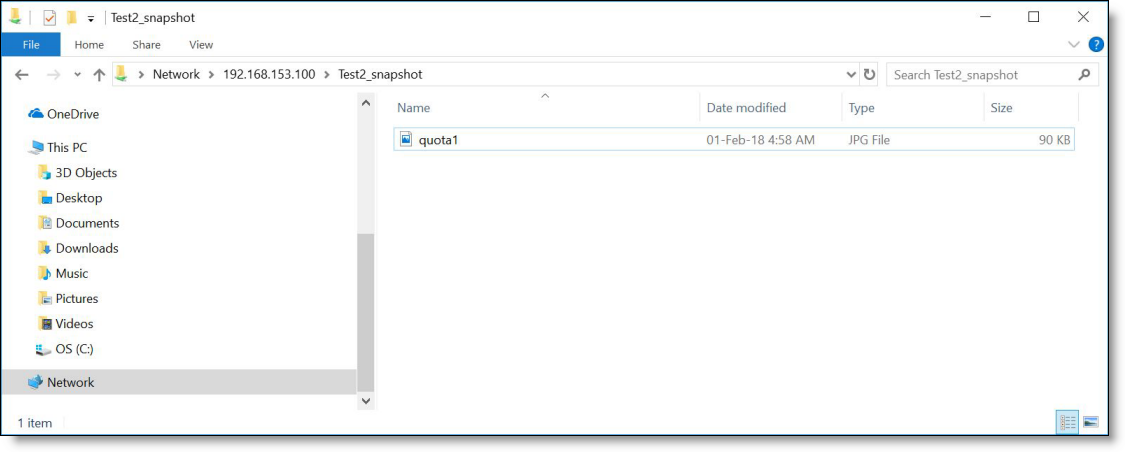 Test2_snapshot
File Home Share View ?
Network > 192.168.153.100 > Test2_snapshot Search Test2_snapshot
Name Date modified Type Size
quota1 01-Feb-18 4:58 AM JPG File 90 KB
OneDrive
This PC
3D Objects
Desktop
Documents
Downloads
Music
Pictures
Videos
OS (C:)
Network
1 item